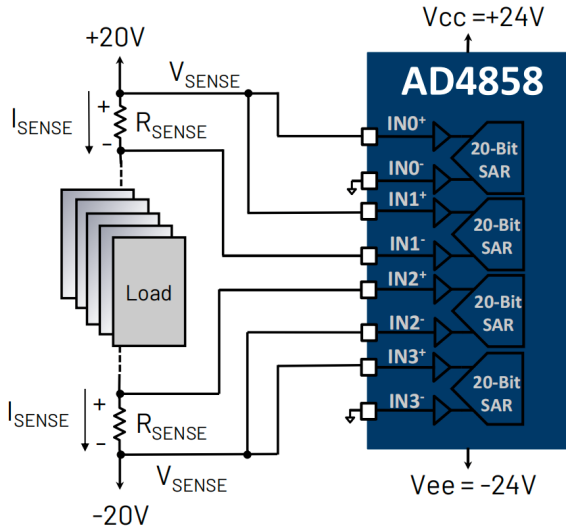 Vcc = +24V
+20V
VSENSE
AD4858
+
ISENSE
RSENSE
-
IN0+
20-Bit
SAR
IN0-
IN1+
20-Bit
SAR
IN1-
Load
IN2+
20-Bit
SAR
IN2-
IN3+
20-Bit
SAR
IN3-
+
ISENSE
RSENSE
-
VSENSE
-20V
Vee = -24V